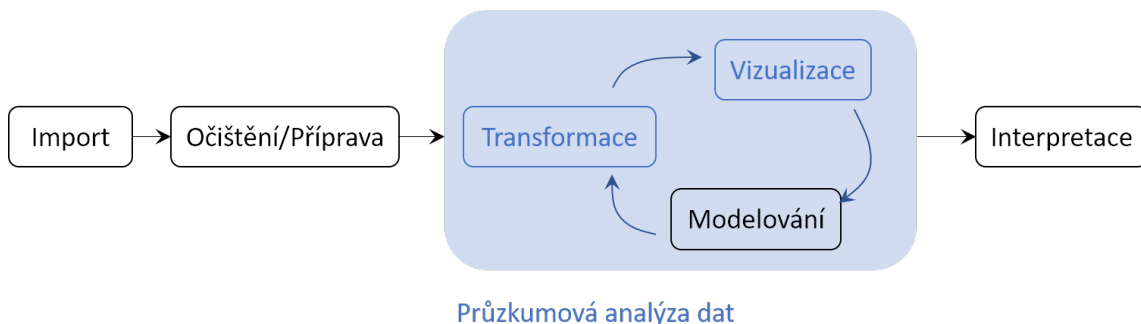 Import
Očištění/Příprava
Transformace
Vizualizace
Modelování
Interpretace
Průzkumová analýza dat